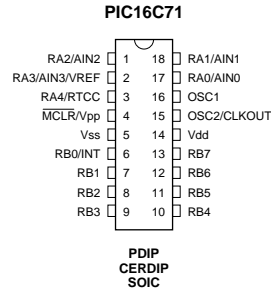 PIC16C71
RA2/AIN2 1 18 RA1/AIN1
RA3/AIN3/VREF 2 17 RA0/AIN0
RA4/RTCC 3 16 OSC1
MCLR/Vpp 4 15 OSC2/CLKOUT
Vss 5 14 Vdd
RB0/INT 6 13 RB7
RB1 7 12 RB6
RB2 8 11 RB5
RB3 9 10 RB4
PDIP
CERDIP
SOIC